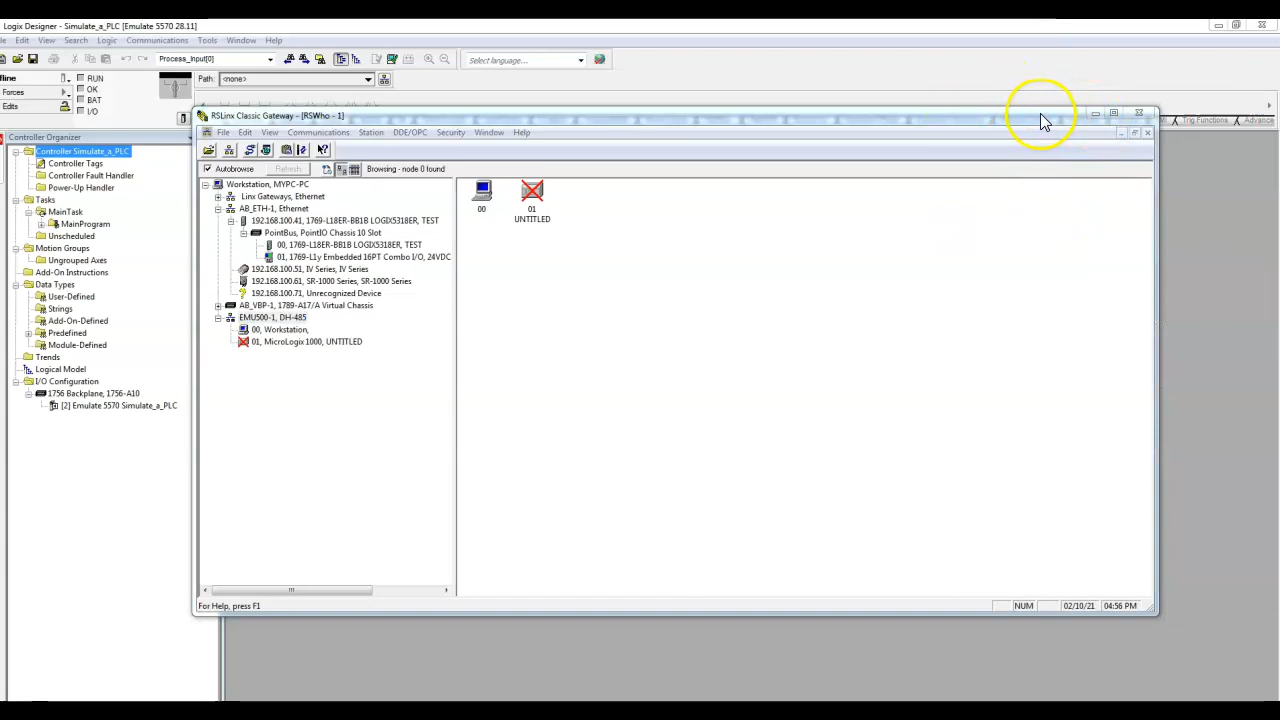 Logix Designer - Simulate_a_PLC [Emulate 5570 28.11]
le Edit View Search Logic Communications Tools Window Help
Process_Input[0]
Select language...
ffline
RUN
Path: <none>
Forces
OK
Edits
BAT
I/O
Trig Functions
Advance
RSLinx Classic Gateway - [RSWho - 1]
File Edit View Communications Station DDE/OPC Security Window Help
Autobrowse
Refresh
Browsing - node 0 found
Controller Organizer
Controller Simulate_a_PLC
Controller Tags
Controller Fault Handler
Power-Up Handler
Tasks
MainTask
MainProgram
Unscheduled
Motion Groups
Ungrouped Axes
Add-On Instructions
Data Types
User-Defined
Strings
Add-On-Defined
Predefined
Module-Defined
Trends
Logical Model
I/O Configuration
1756 Backplane, 1756-A10
[2] Emulate 5570 Simulate_a_PLC
Workstation, MYPC-PC
Linx Gateways, Ethernet
AB_ETH-1, Ethernet
192.168.100.41, 1769-L18ER-BB1B LOGIX5318ER, TEST
PointBus, PointIO Chassis 10 Slot
00, 1769-L18ER-BB1B LOGIX5318ER, TEST
01, 1769-L1y Embedded 16PT Combo I/O, 24VDC
192.168.100.51, IV Series, IV Series
192.168.100.61, SR-1000 Series, SR-1000 Series
192.168.100.71, Unrecognized Device
AB_VBP-1, 1789-A17/A Virtual Chassis
EMU500-1, DH-485
00, Workstation,
01, MicroLogix 1000, UNTITLED
00
01
UNTITLED
For Help, press F1
NUM
02/10/21
04:56 PM